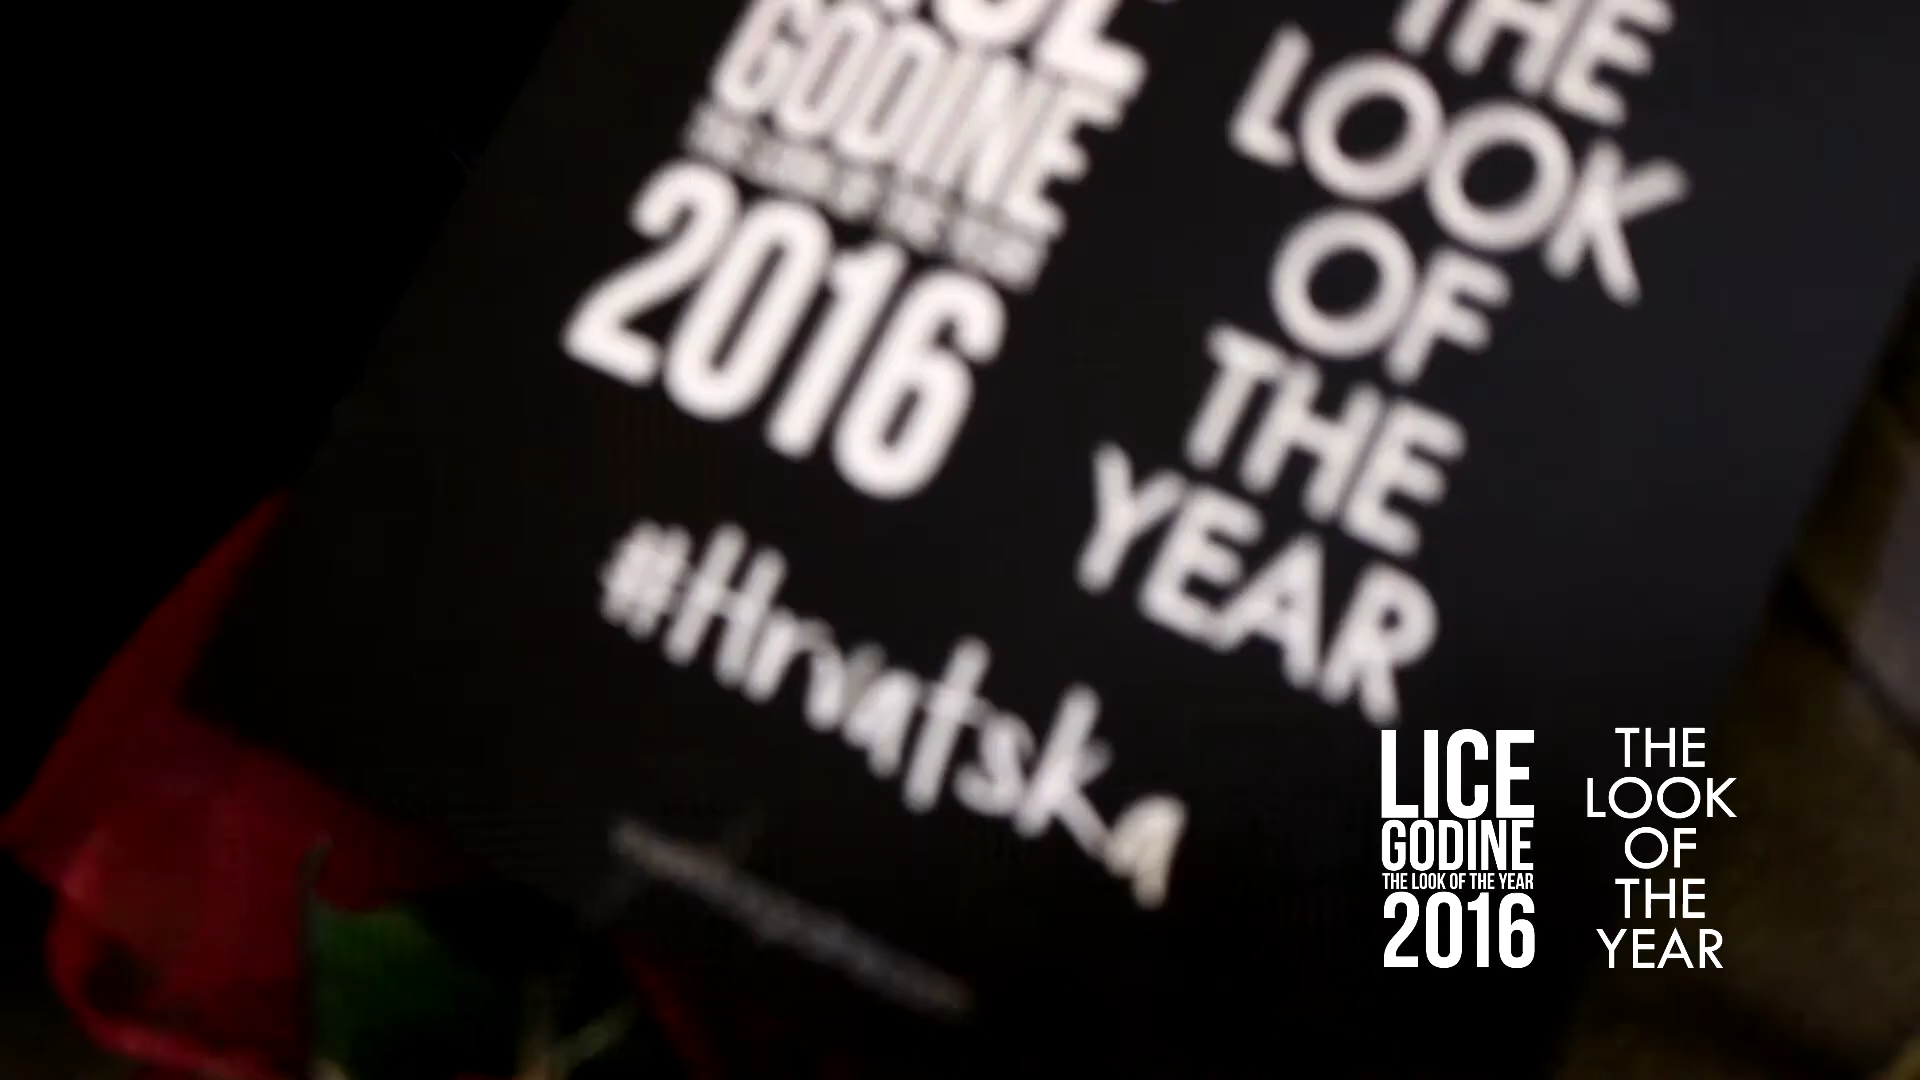 GODINE
2016
THE
LOOK
OF
THE
YEAR
#Hrvatska
LICE
GODINE
THE LOOK OF THE YEAR
2016
THE
LOOK
OF
THE
YEAR